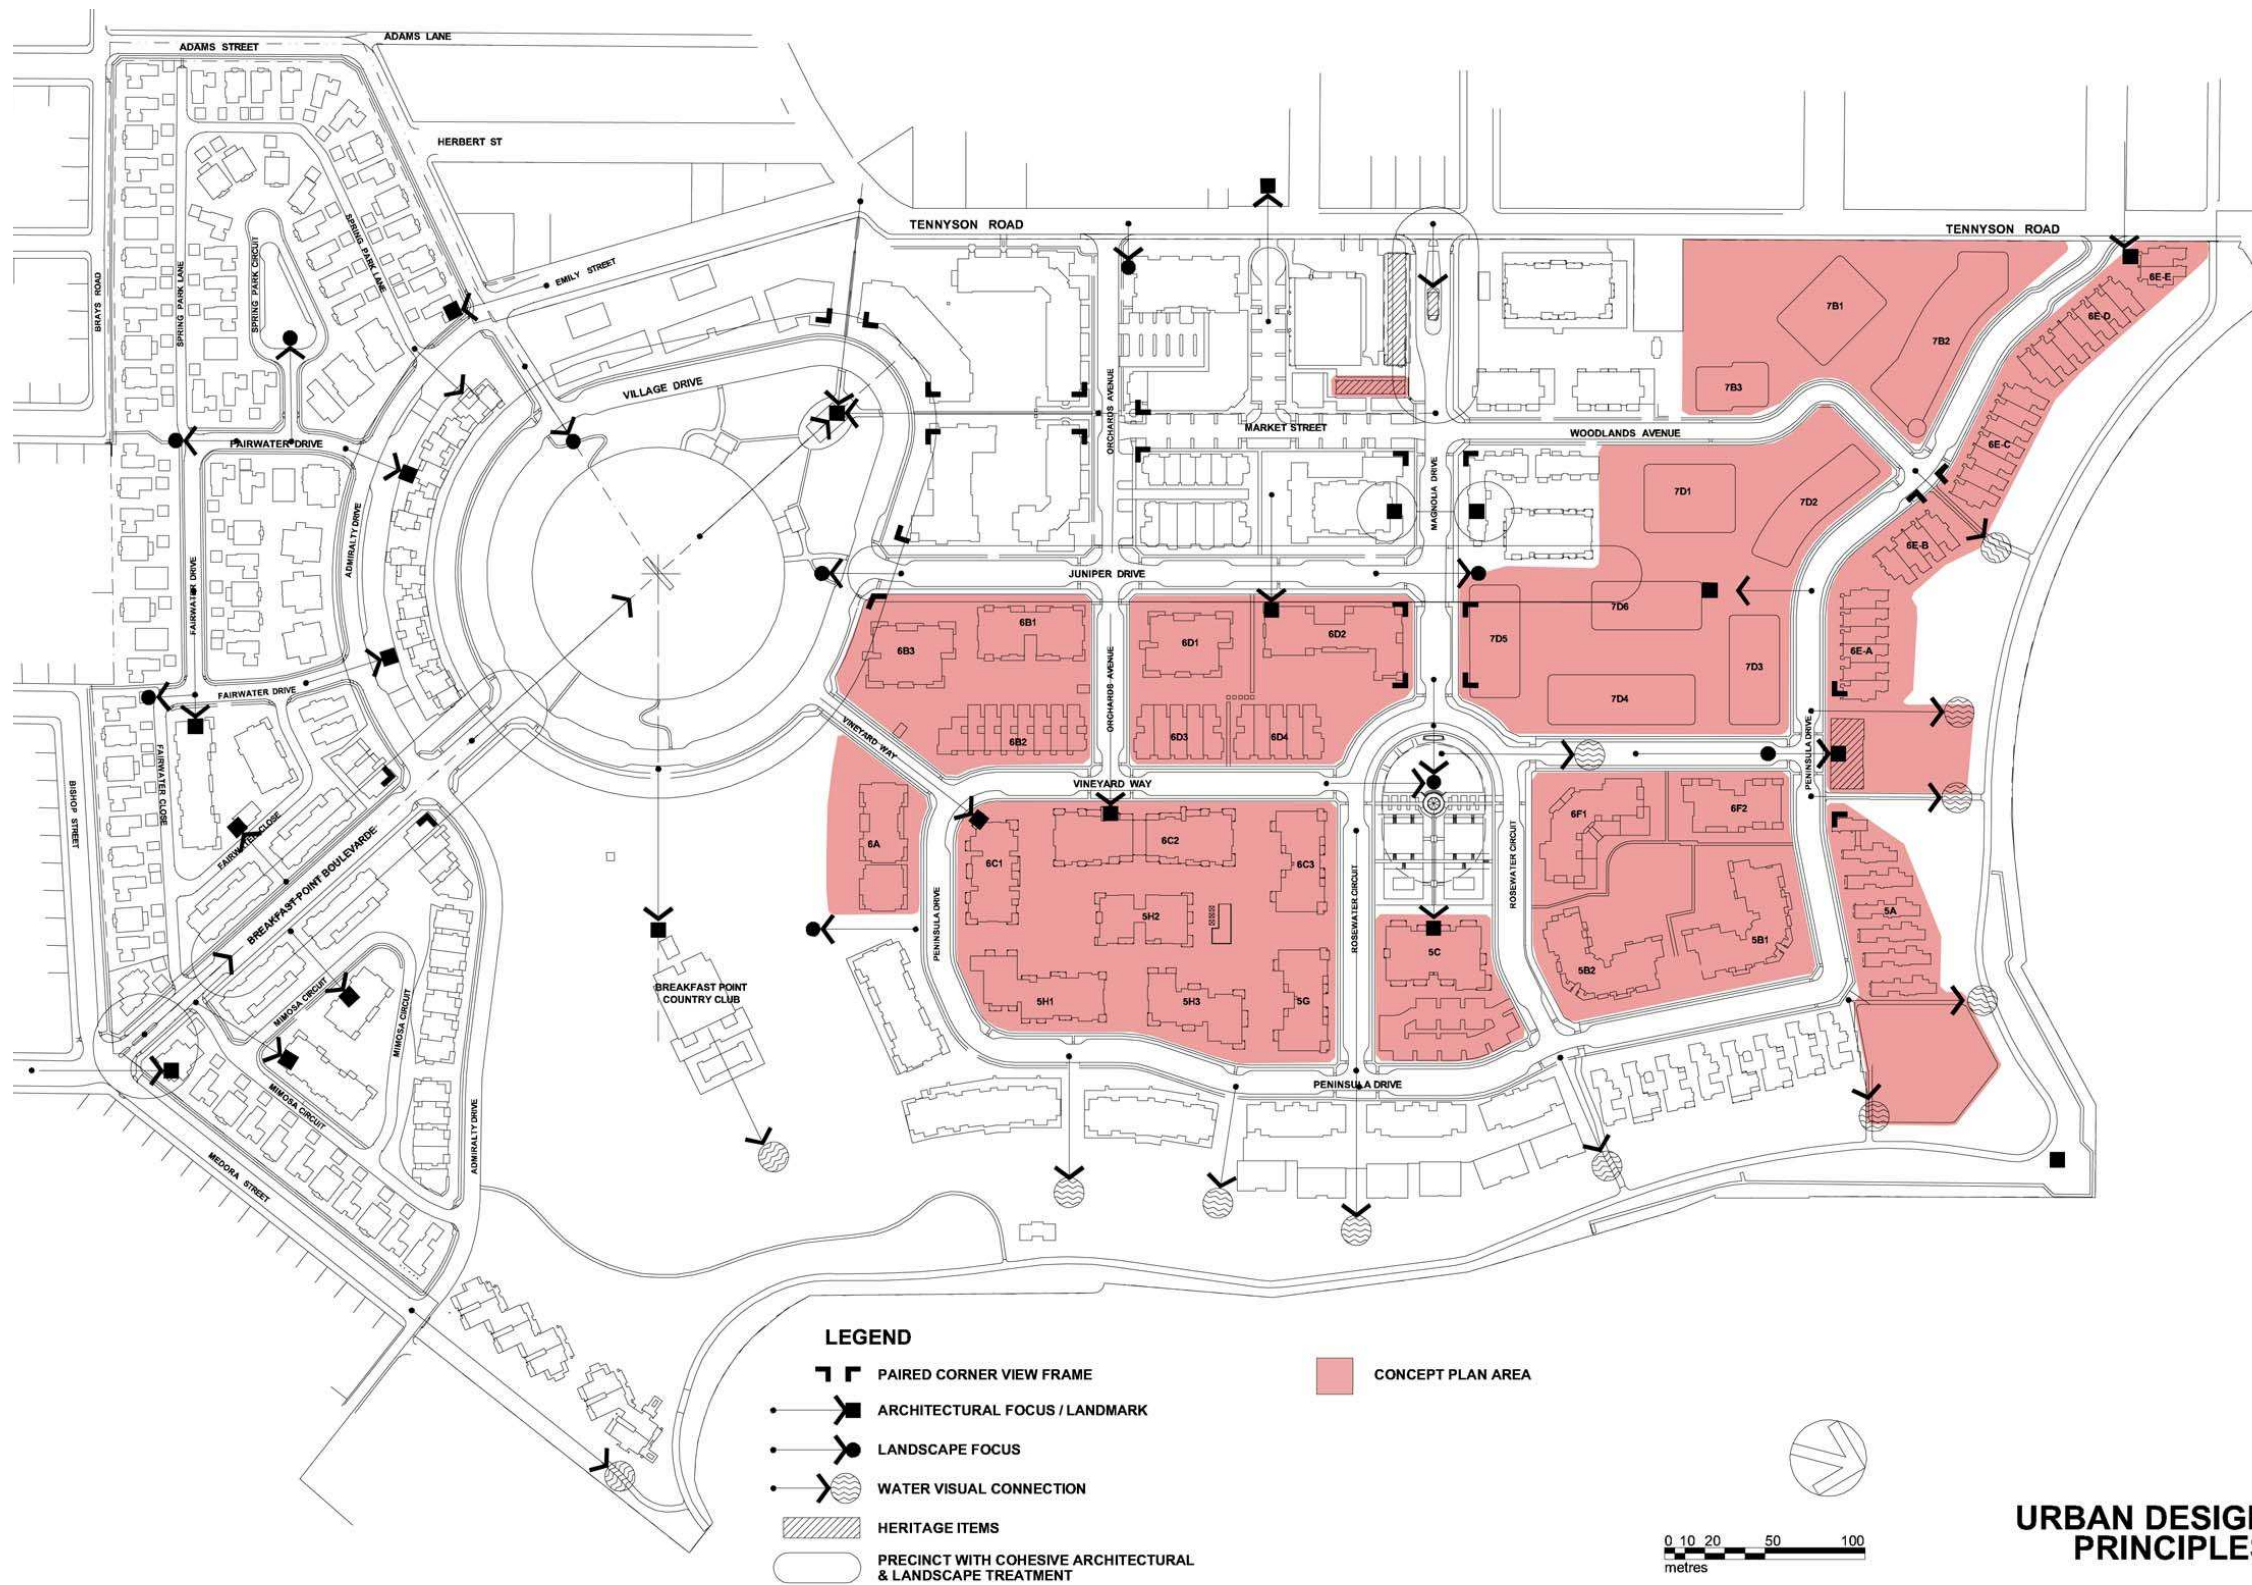 ADAMS STREET
ADAMS LANE
HERBERT ST
TENNYSON ROAD
TENNYSON ROAD
BRAYS ROAD
SPRING PARK LANE
SPRING PARK CIRCUIT
SPRING PARK LANE
EMILY STREET
VILLAGE DRIVE
ORCHARDS AVENUE
MARKET STREET
WOODLANDS AVENUE
MAGNOLIA DRIVE
FAIRWATER DRIVE
FAIRWATER DRIVE
ADMIRALTY DRIVE
FAIRWATER DRIVE
JUNIPER DRIVE
6E-E
6E-D
7B1
7B2
7B3
6E-C
7D1
7D2
6E-B
7D6
7D5
6E-A
7D3
7D4
6B1
6B3
6B2
ORCHARDS AVENUE
6D1
6D2
6D3
6D4
VINEYARD WAY
VINEYARD WAY
PENINSULA DRIVE
BISHOP STREET
FAIRWATER CLOSE
FAIRWATER CLOSE
BREAKFAST POINT BOULEVARDE
6A
6C1
6C2
6C3
ROSEWATER CIRCUIT
ROSEWATER CIRCUIT
6F1
6F2
5A
5H2
5C
5B1
5B2
PENINSULA DRIVE
BREAKFAST POINT
COUNTRY CLUB
5H1
5H3
5G
MIMOSA CIRCUIT
MIMOSA CIRCUIT
MIMOSA CIRCUIT
PENINSULA DRIVE
ADMIRALTY DRIVE
MEDORA STREET
LEGEND
PAIRED CORNER VIEW FRAME
CONCEPT PLAN AREA
ARCHITECTURAL FOCUS / LANDMARK
LANDSCAPE FOCUS
WATER VISUAL CONNECTION
HERITAGE ITEMS
PRECINCT WITH COHESIVE ARCHITECTURAL
& LANDSCAPE TREATMENT
0 10 20 50 100
metres
URBAN DESIG
PRINCIPLE